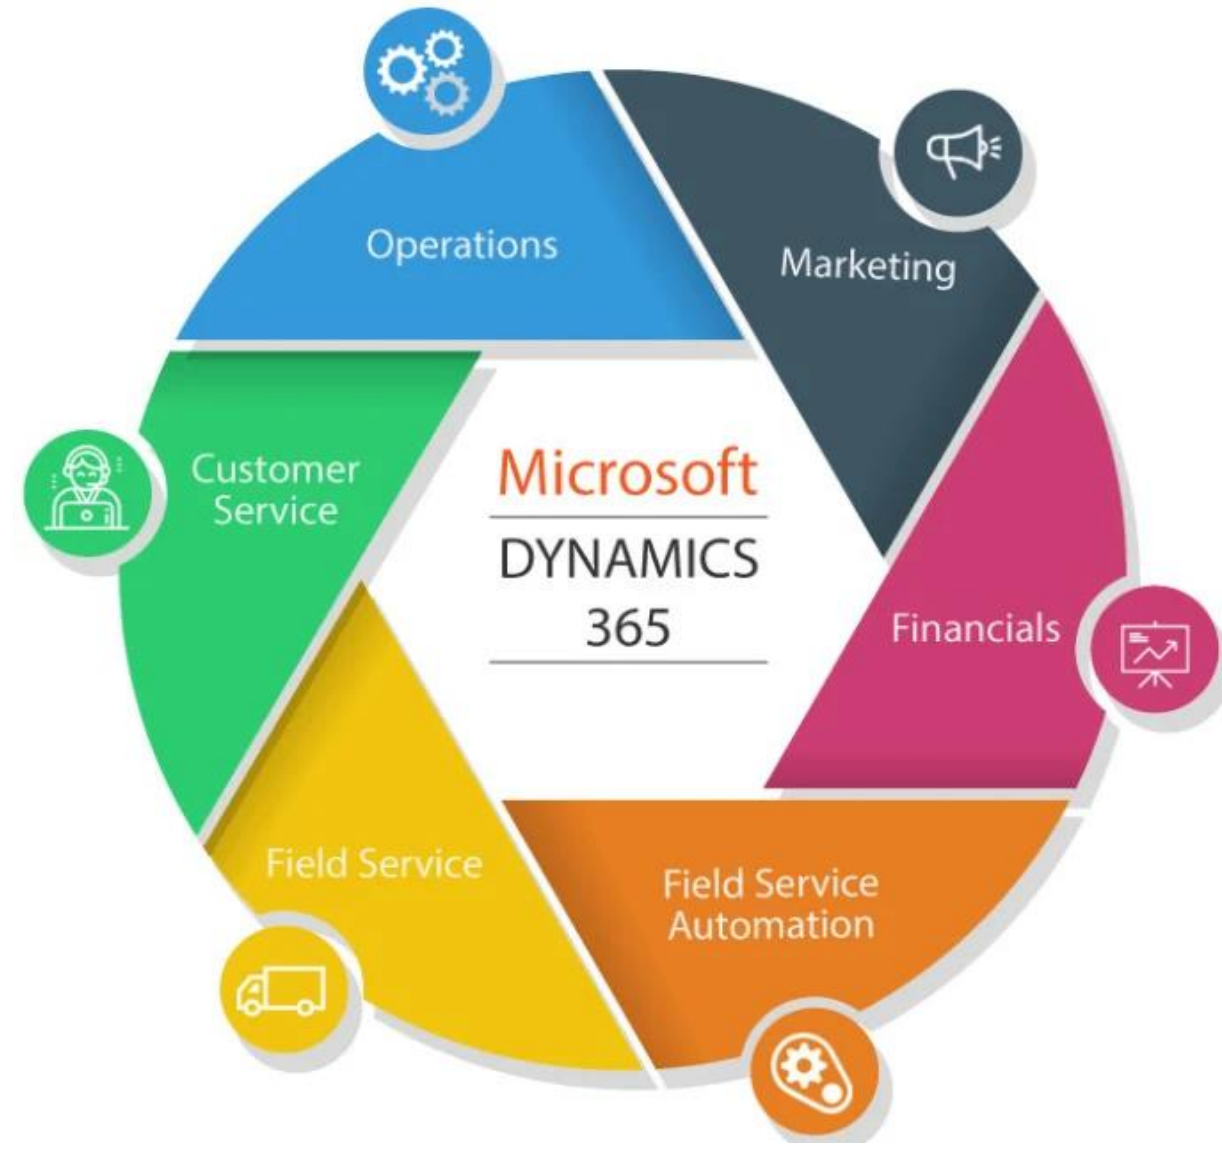 Operations
Marketing
Customer
Service
Microsoft
DYNAMICS
365
Financials
Field Service
Field Service
Automation